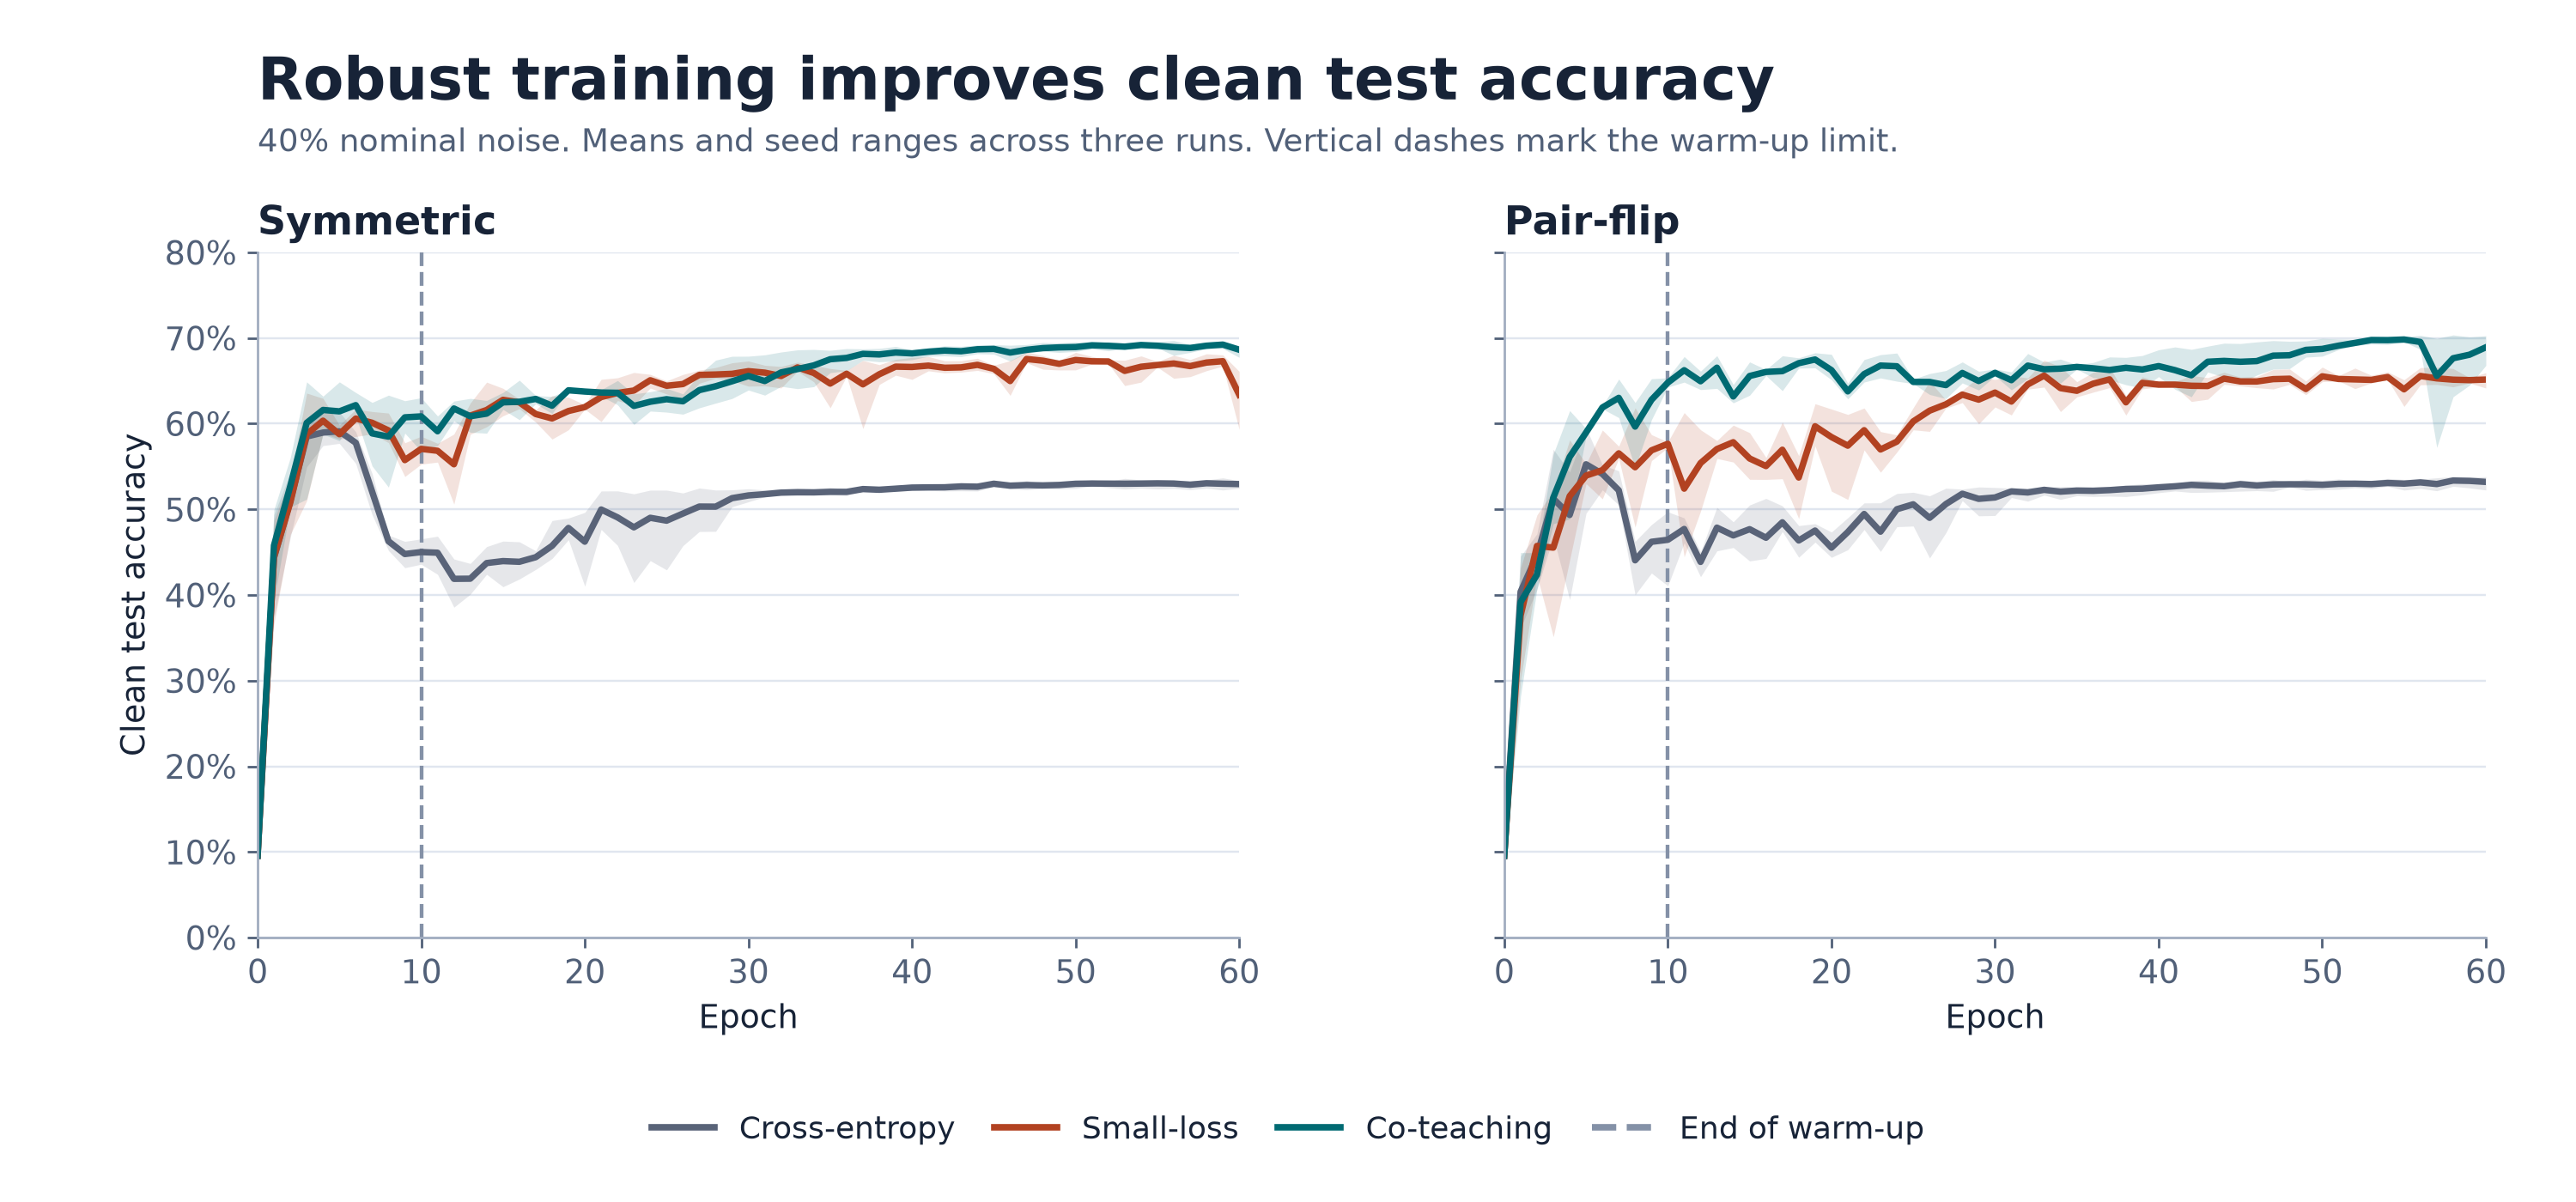 Robust training improves clean test accuracy
40% nominal noise. Means and seed ranges across three runs. Vertical dashes mark the warm-up limit.
Symmetric
80%
70%
60%
50%
40%
30%
20%
10%
0%
Clean test accuracy
0 10 20 30 40 50 60
Epoch
Pair-flip
0 10 20 30 40 50 60
Epoch
Cross-entropy Small-loss Co-teaching End of warm-up